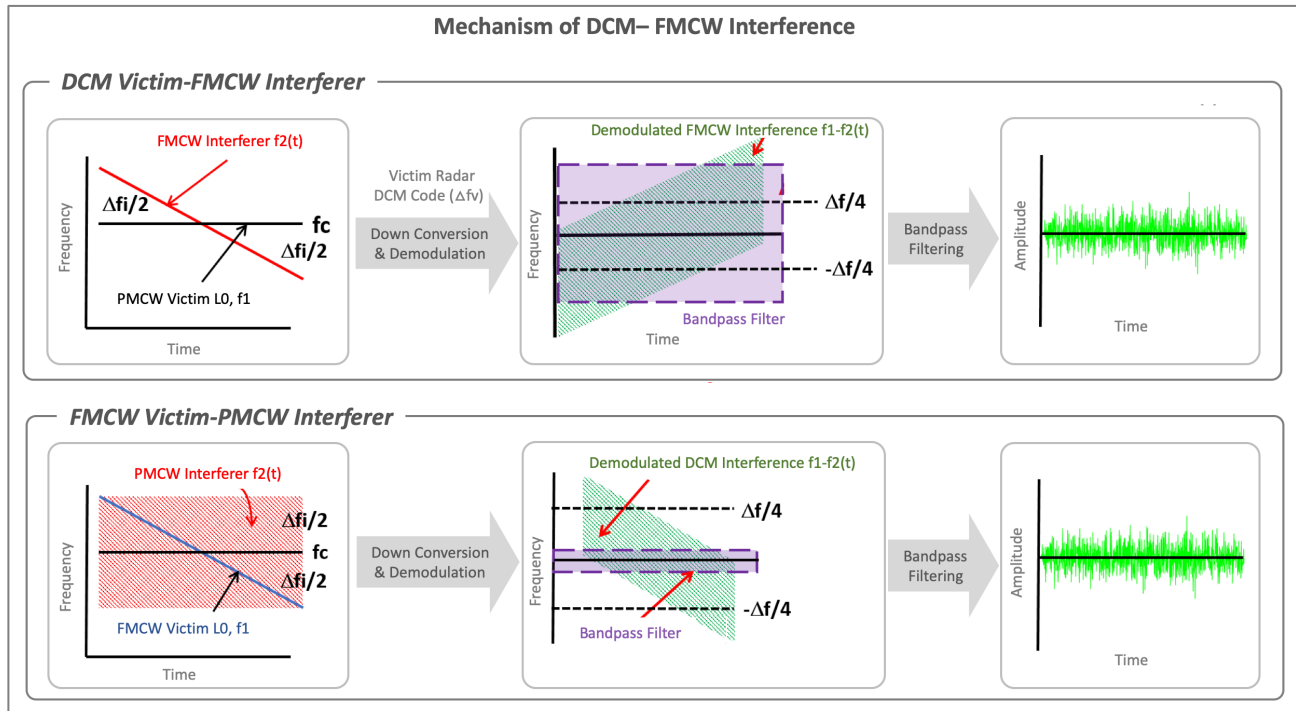 Mechanism of DCM– FMCW Interference
DCM Victim-FMCW Interferer
FMCW Interferer f2(t)
Δfi/2
fc
Δfi/2
PMCW Victim L0, f1
Frequency
Time
Victim Radar
DCM Code (Δfv)
Down Conversion
& Demodulation
Demodulated FMCW Interference f1-f2(t)
Δf/4
-Δf/4
Bandpass Filter
Frequency
Time
Bandpass
Filtering
Amplitude
Time
FMCW Victim-PMCW Interferer
PMCW Interferer f2(t)
Δfi/2
fc
Δfi/2
FMCW Victim L0, f1
Frequency
Time
Down Conversion
& Demodulation
Demodulated DCM Interference f1-f2(t)
Δf/4
-Δf/4
Bandpass Filter
Frequency
Bandpass
Filtering
Amplitude
Time